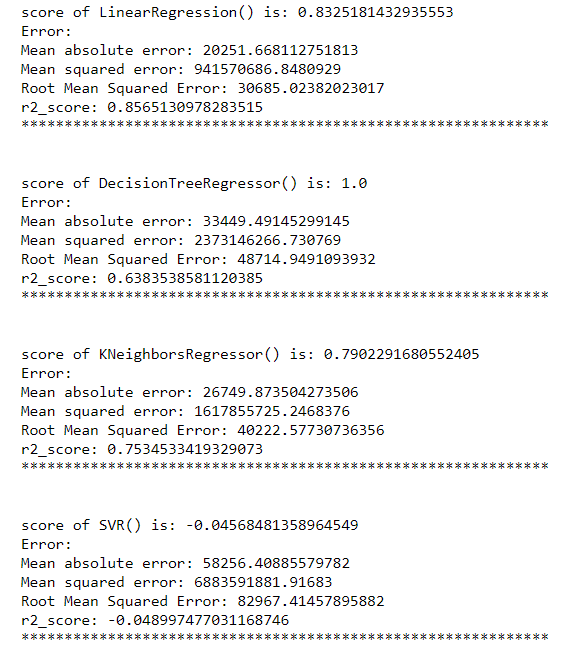 score of LinearRegression() is: 0.8325181432935553
Error:
Mean absolute error: 20251.668112751813
Mean squared error: 941570686.8480929
Root Mean Squared Error: 30685.02382023017
r2_score: 0.8565130978283515
*************************************************************
score of DecisionTreeRegressor() is: 1.0
Error:
Mean absolute error: 33449.49145299145
Mean squared error: 2373146266.730769
Root Mean Squared Error: 48714.9491093932
r2_score: 0.6383538581120385
*************************************************************
score of KNeighborsRegressor() is: 0.7902291680552405
Error:
Mean absolute error: 26749.873504273506
Mean squared error: 1617855725.2468376
Root Mean Squared Error: 40222.57730736356
r2_score: 0.7534533419329073
*************************************************************
score of SVR() is: -0.04568481358964549
Error:
Mean absolute error: 58256.40885579782
Mean squared error: 6883591881.91683
Root Mean Squared Error: 82967.41457895882
r2_score: -0.048997477031168746
*************************************************************